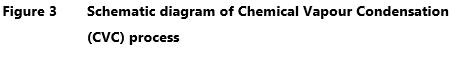 Figure 3 Schematic diagram of Chemical Vapour Condensation
(CVC) process